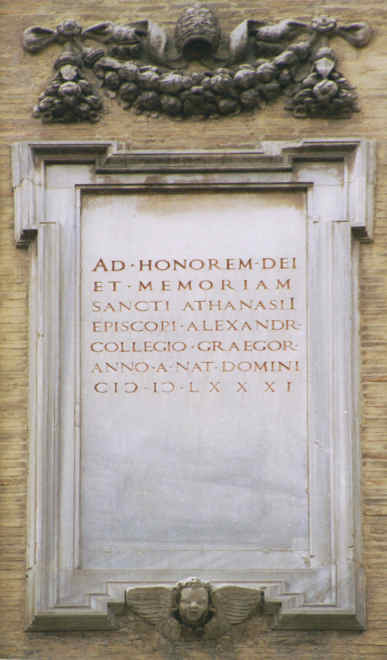 AD·HONOREM·DEI
ET·MEMORIAM
SANCTI ATHANASII
EPISCOPI·ALEXANDR·
COLLEGIO·GRAEGOR·
ANNO·A·NAT·DOMINI
CIƆ·IƆ·LXXXI